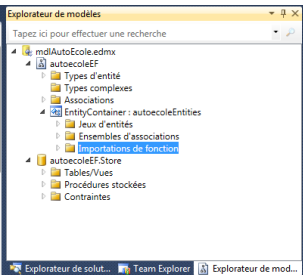 Explorateur de modèles
Tapez ici pour effectuer une recherche
mdlAutoEcole.edmx
autoecoleEF
Types d'entité
Types complexes
Associations
EntityContainer : autoecoleEntities
Jeux d'entités
Ensembles d'associations
Importations de fonction
autoecoleEF.Store
Tables/Vues
Procédures stockées
Contraintes
Explorateur de solut... Team Explorer Explorateur de mod...